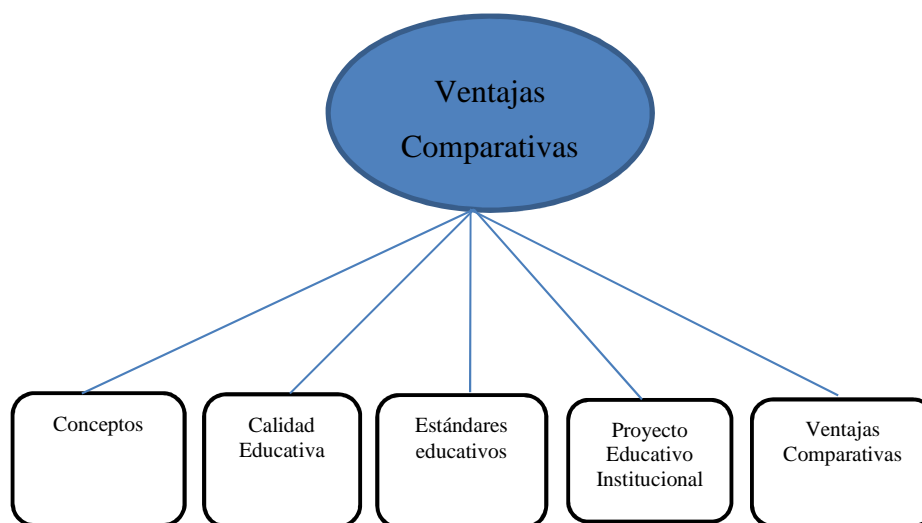 Ventajas
Comparativas
Conceptos
Calidad
Educativa
Estándares
educativos
Proyecto
Educativo
Institucional
Ventajas
Comparativas